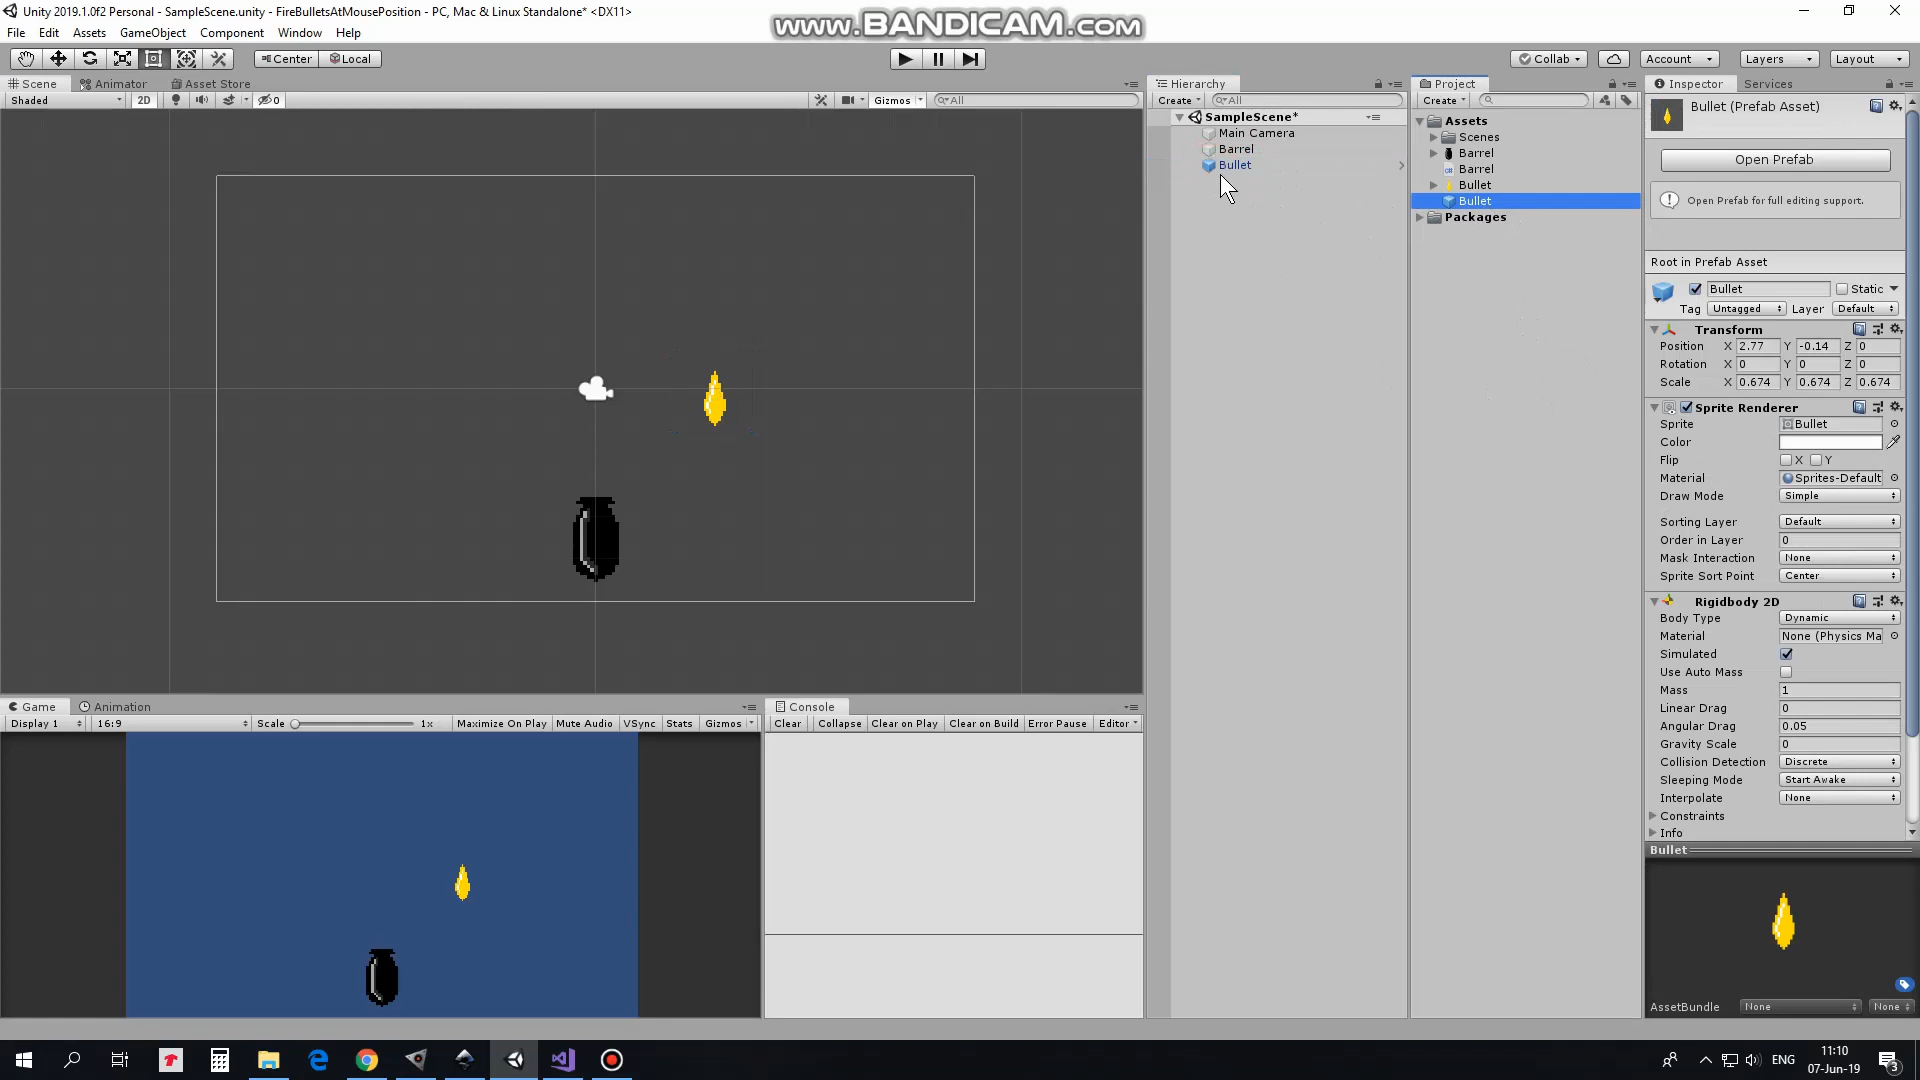 Unity 2019.1.0f2 Personal - SampleScene.unity - FireBulletsAtMousePosition - PC, Mac & Linux Standalone* <DX11>
www.BANDICAM.com
File Edit Assets GameObject Component Window Help
Center Local
Collab Account Layers Layout
Scene Animator Asset Store
Shaded 2D 0 Gizmos All
Hierarchy
Create All
SampleScene*
Main Camera
Barrel
Bullet
Project
Create
Assets
Scenes
Barrel
Barrel
Bullet
Bullet
Packages
Inspector Services
Bullet (Prefab Asset)
Open Prefab
Open Prefab for full editing support.
Root in Prefab Asset
Bullet Static
Tag Untagged Layer Default
Transform
Position X 2.77 Y -0.14 Z 0
Rotation X 0 Y 0 Z 0
Scale X 0.674 Y 0.674 Z 0.674
Sprite Renderer
Sprite Bullet
Color
Flip X Y
Material Sprites-Default
Draw Mode Simple
Sorting Layer Default
Order in Layer 0
Mask Interaction None
Sprite Sort Point Center
Rigidbody 2D
Body Type Dynamic
Material None (Physics Ma
Simulated
Use Auto Mass
Mass 1
Linear Drag 0
Angular Drag 0.05
Gravity Scale 0
Collision Detection Discrete
Sleeping Mode Start Awake
Interpolate None
Constraints
Info
Bullet
AssetBundle None None
Game Animation
Display 1 16:9 Scale 1x Maximize On Play Mute Audio VSync Stats Gizmos
Console
Clear Collapse Clear on Play Clear on Build Error Pause Editor
ENG
11:10
07-Jun-19
3